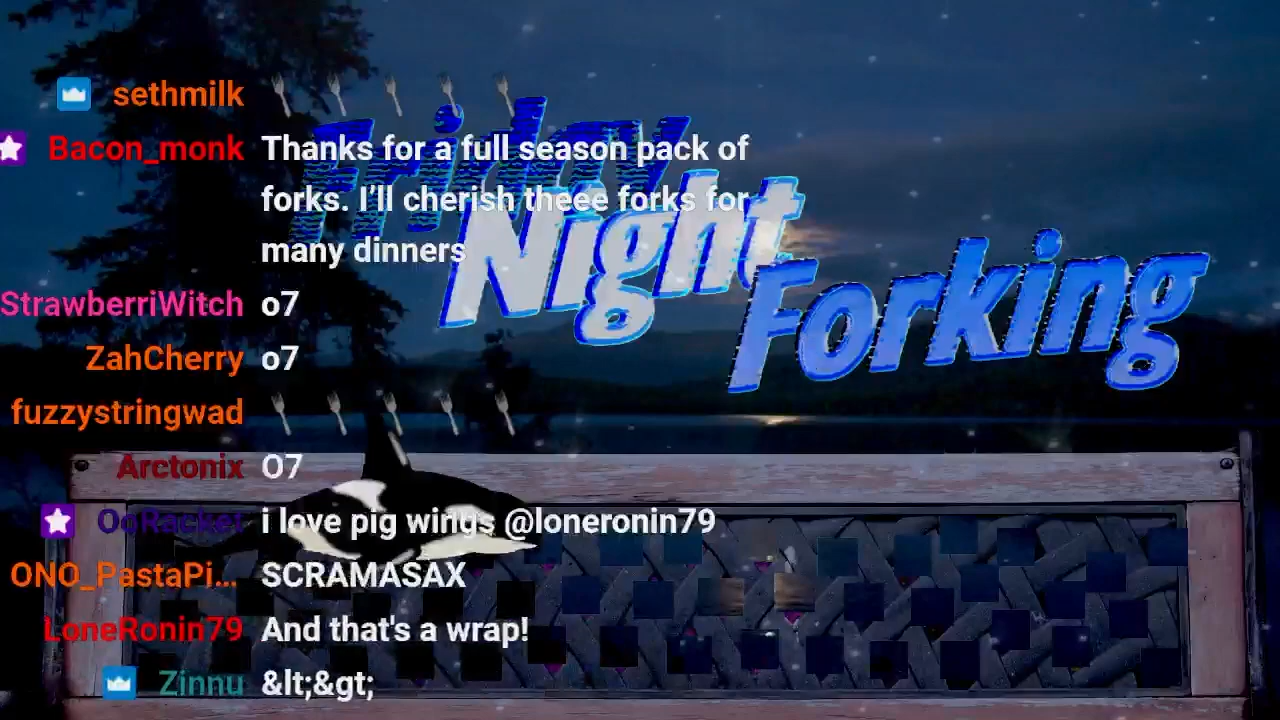 sethmilk
Friday
Bacon_monk Thanks for a full season pack of
forks. I’ll cherish theee forks for
many dinners
Night
Forking
StrawberriWitch o7
ZahCherry o7
fuzzystringwad
Arctonix O7
OoRacket i love pig wings @loneronin79
ONO_PastaPi... SCRAMASAX
LoneRonin79 And that's a wrap!
Zinnu &lt;&gt;